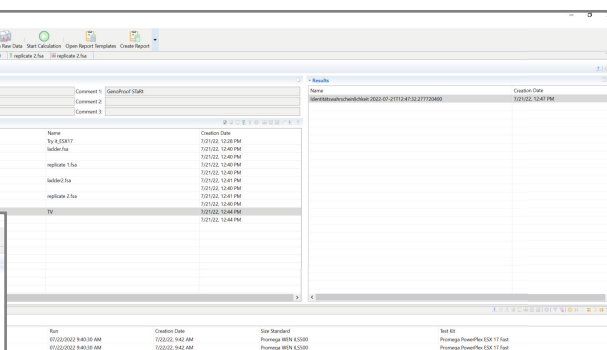 Raw Data Start Calculation Open Report Templates Create Report
replicate 2.fsa replicate 2.fsa
Results
Comment 1: GenoProof STaRt
Comment 2:
Comment 3:
Name Creation Date
Identitätswahrscheinlichkeit 2022-07-21T12:47:32.277720400 7/21/22, 12:47 PM
Name Creation Date
Try it_ESX17 7/21/22, 12:28 PM
ladder.fsa 7/21/22, 12:40 PM
7/21/22, 12:40 PM
replicate 1.fsa 7/21/22, 12:40 PM
7/21/22, 12:40 PM
ladder2.fsa 7/21/22, 12:41 PM
7/21/22, 12:40 PM
replicate 2.fsa 7/21/22, 12:41 PM
7/21/22, 12:40 PM
TV 7/21/22, 12:44 PM
7/21/22, 12:44 PM
Run Creation Date Size Standard Test Kit
07/22/2022 9:40:30 AM 7/22/22, 9:42 AM Promega WEN ILS500 Promega PowerPlex ESX 17 Fast
07/22/2022 9:40:30 AM 7/22/22, 9:42 AM Promega WEN ILS500 Promega PowerPlex ESX 17 Fast